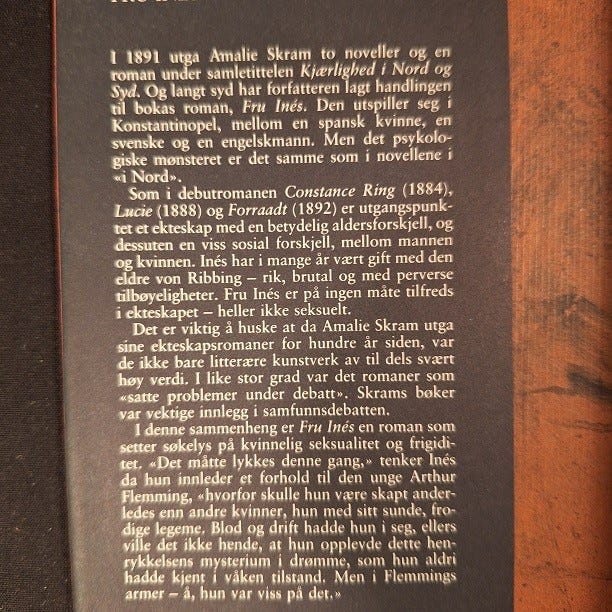 I 1891 utga Amalie Skram to noveller og en
roman under samletittelen Kjærlighed i Nord og
Syd. Og langt syd har forfatteren lagt handlingen
til bokas roman, Fru Inés. Den utspiller seg i
Konstantinopel, mellom en spansk kvinne, en
svenske og en engelskmann. Men det psykolo-
giske mønsteret er det samme som i novellene i
«i Nord».
Som i debutromanen Constance Ring (1884),
Lucie (1888) og Forraadt (1892) er utgangspunk-
tet et ekteskap med en betydelig aldersforskjell, og
dessuten en viss sosial forskjell, mellom mannen
og kvinnen. Inés har i mange år vært gift med den
eldre von Ribbing – rik, brutal og med perverse
tilbøyeligheter. Fru Inés er på ingen måte tilfreds
i ekteskapet – heller ikke seksuelt.
Det er viktig å huske at da Amalie Skram utga
sine ekteskapsromaner for hundre år siden, var
de ikke bare litterære kunstverk av til dels svært
høy verdi. I like stor grad var det romaner som
«satte problemer under debatt». Skrams bøker
var vektige innlegg i samfunnsdebatten.
I denne sammenheng er Fru Inés en roman som
setter søkelys på kvinnelig seksualitet og frigidi-
tet. «Det måtte lykkes denne gang,» tenker Inés
da hun innleder et forhold til den unge Arthur
Flemming, «hvorfor skulle hun være skapt ander-
ledes enn andre kvinner, hun med sitt sunde, fro-
dige legeme. Blod og drift hadde hun i seg, ellers
ville det ikke hende, at hun opplevde dette hen-
rykkelsens mysterium i drømme, som hun aldri
hadde kjent i våken tilstand. Men i Flemmings
armer – å, hun var viss på det.»